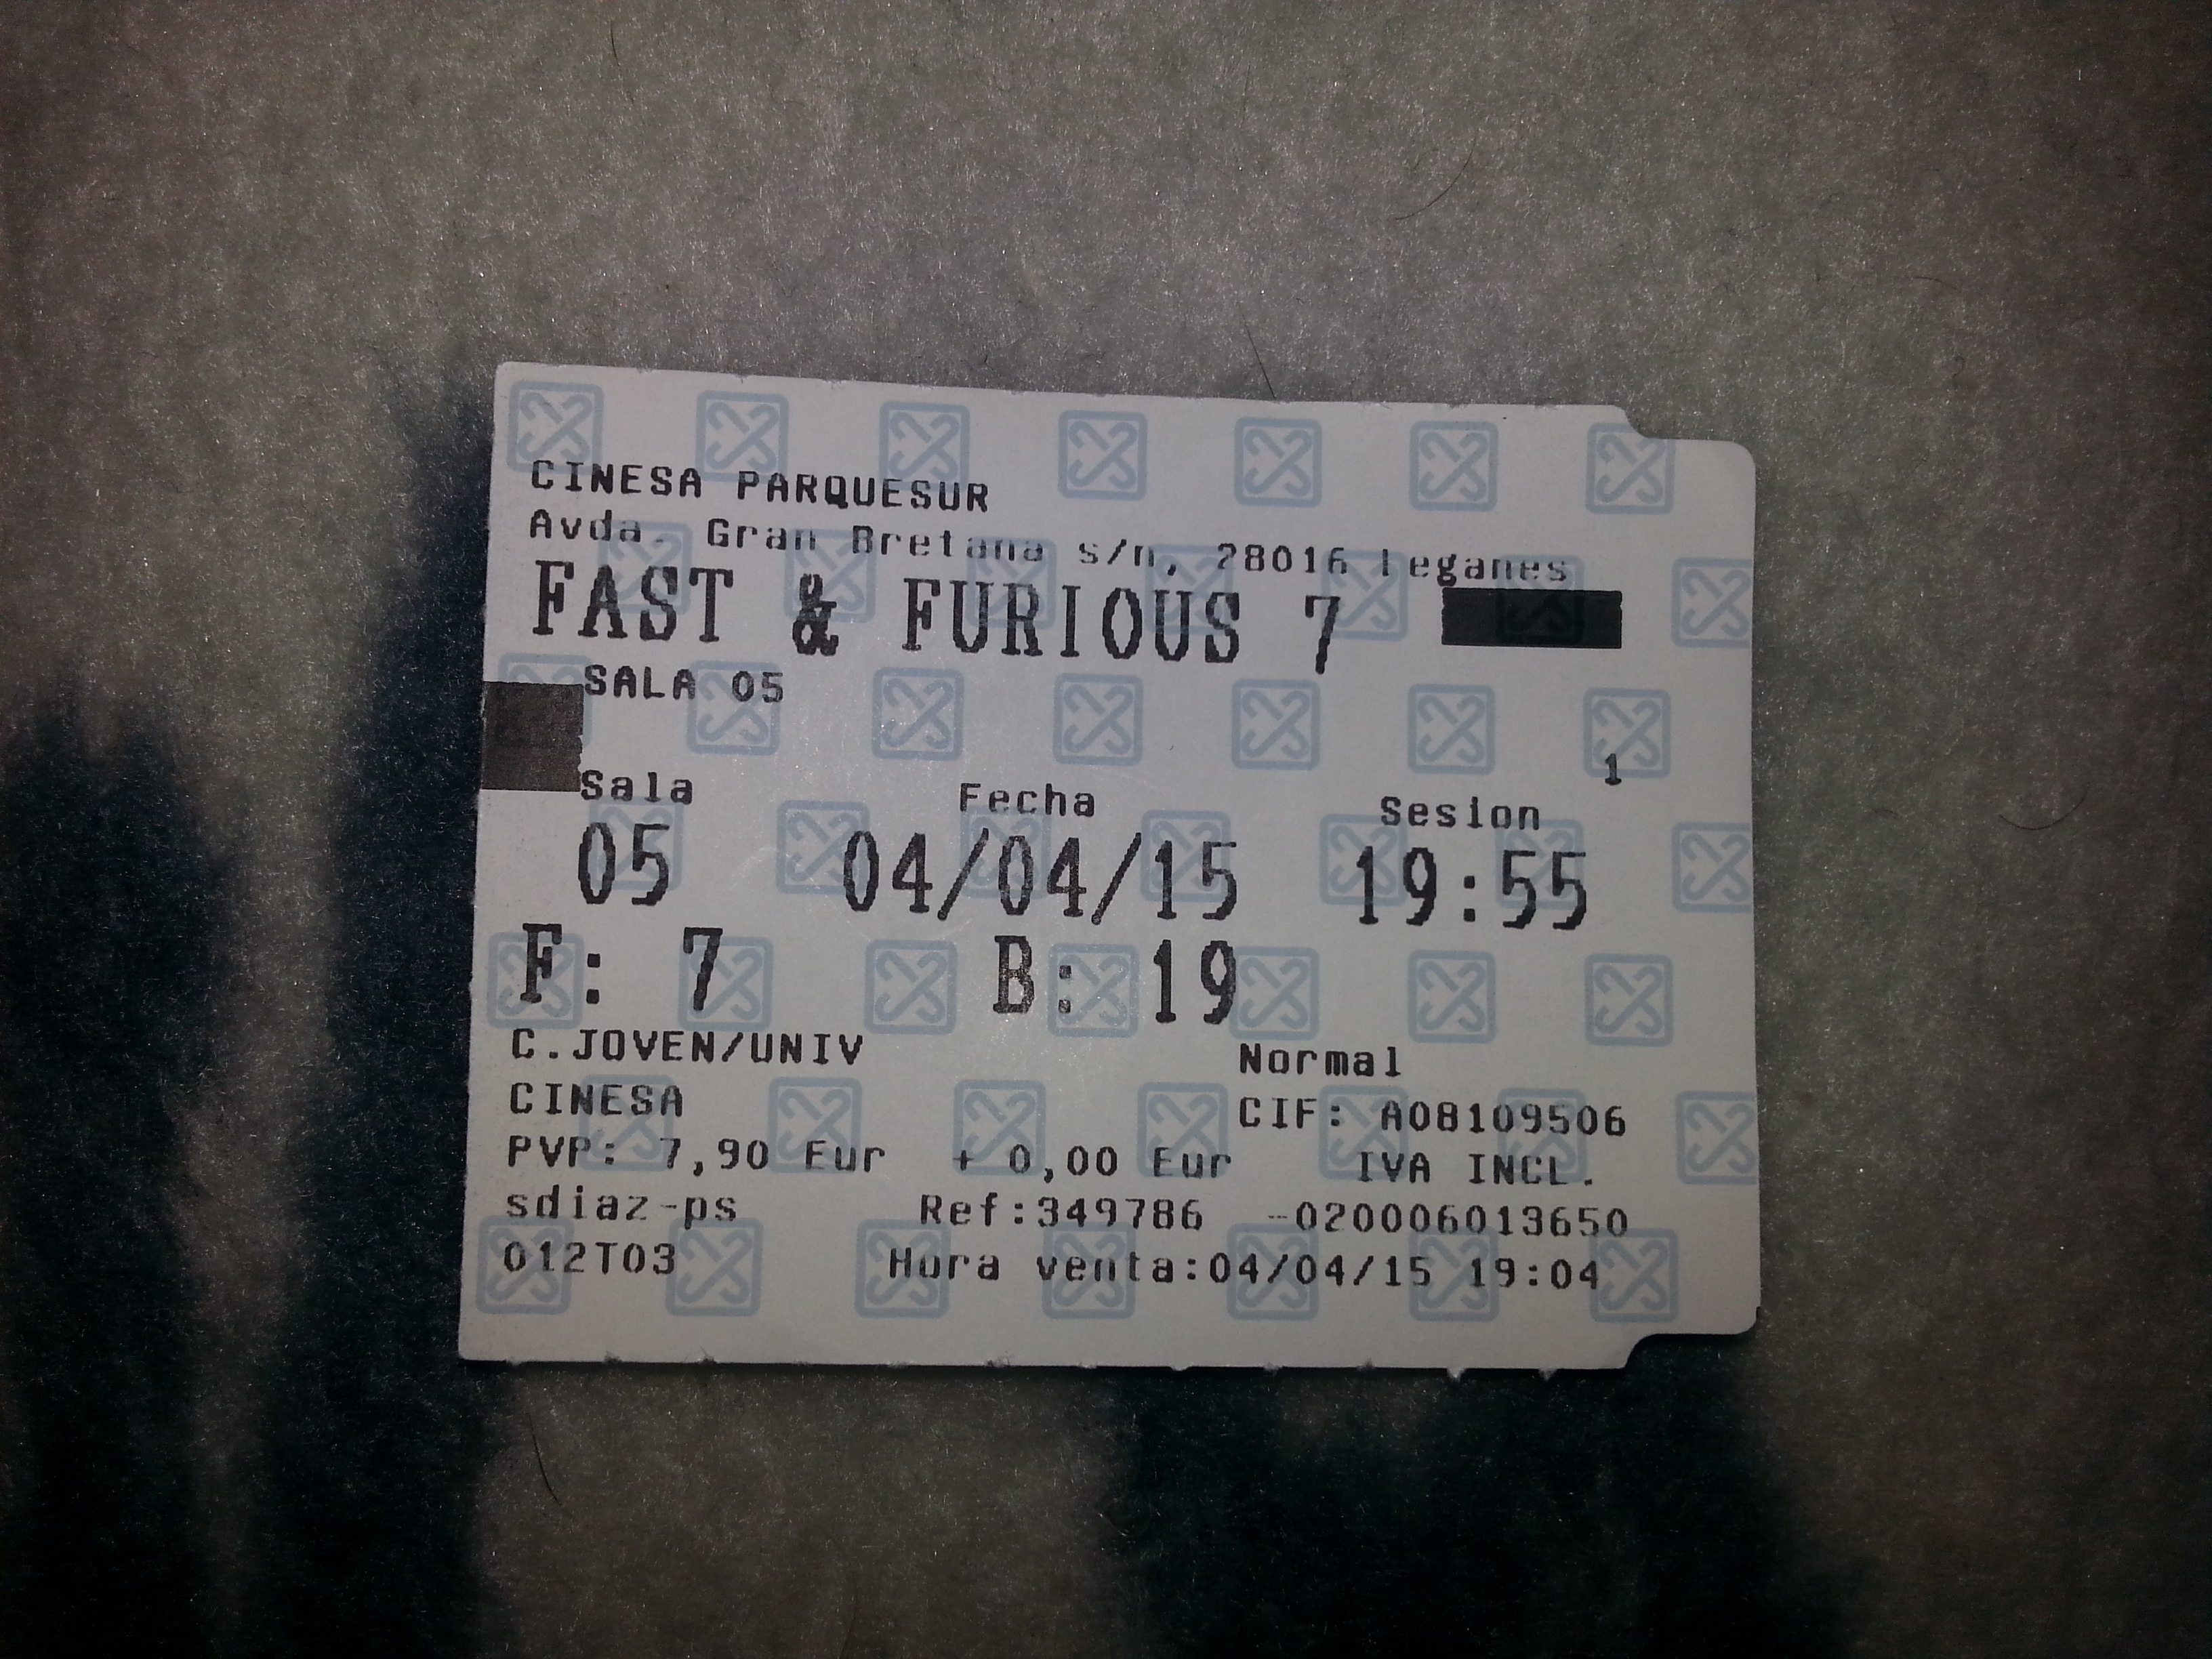 CINESA PARQUESUR
Avda. Gran Bretana s/n, 28016 Leganes
FAST & FURIOUS 7
SALA 05
1
Sala Fecha Sesion
05 04/04/15 19:55
F: 7 B: 19
C.JOVEN/UNIV Normal
CINESA CIF: A08109506
PVP: 7,90 Eur + 0,00 Eur IVA INCL.
sdiaz-ps Ref:349786 -020006013650
012T03 Hora venta:04/04/15 19:04